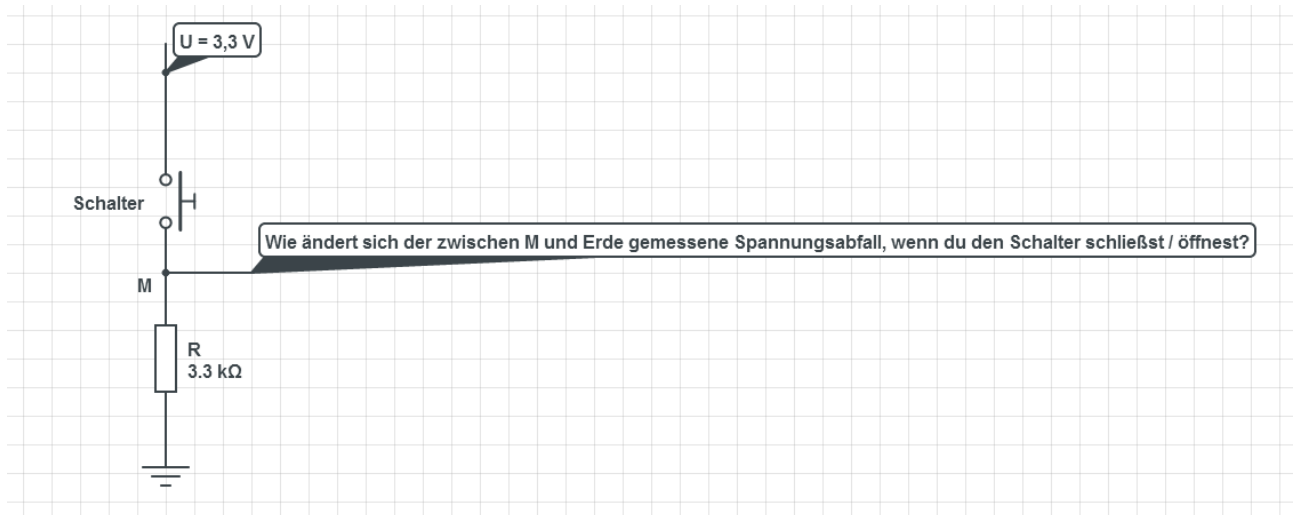 U = 3,3 V
Schalter
Wie ändert sich der zwischen M und Erde gemessene Spannungsabfall, wenn du den Schalter schließst / öffnest?
M
R
3.3 kΩ